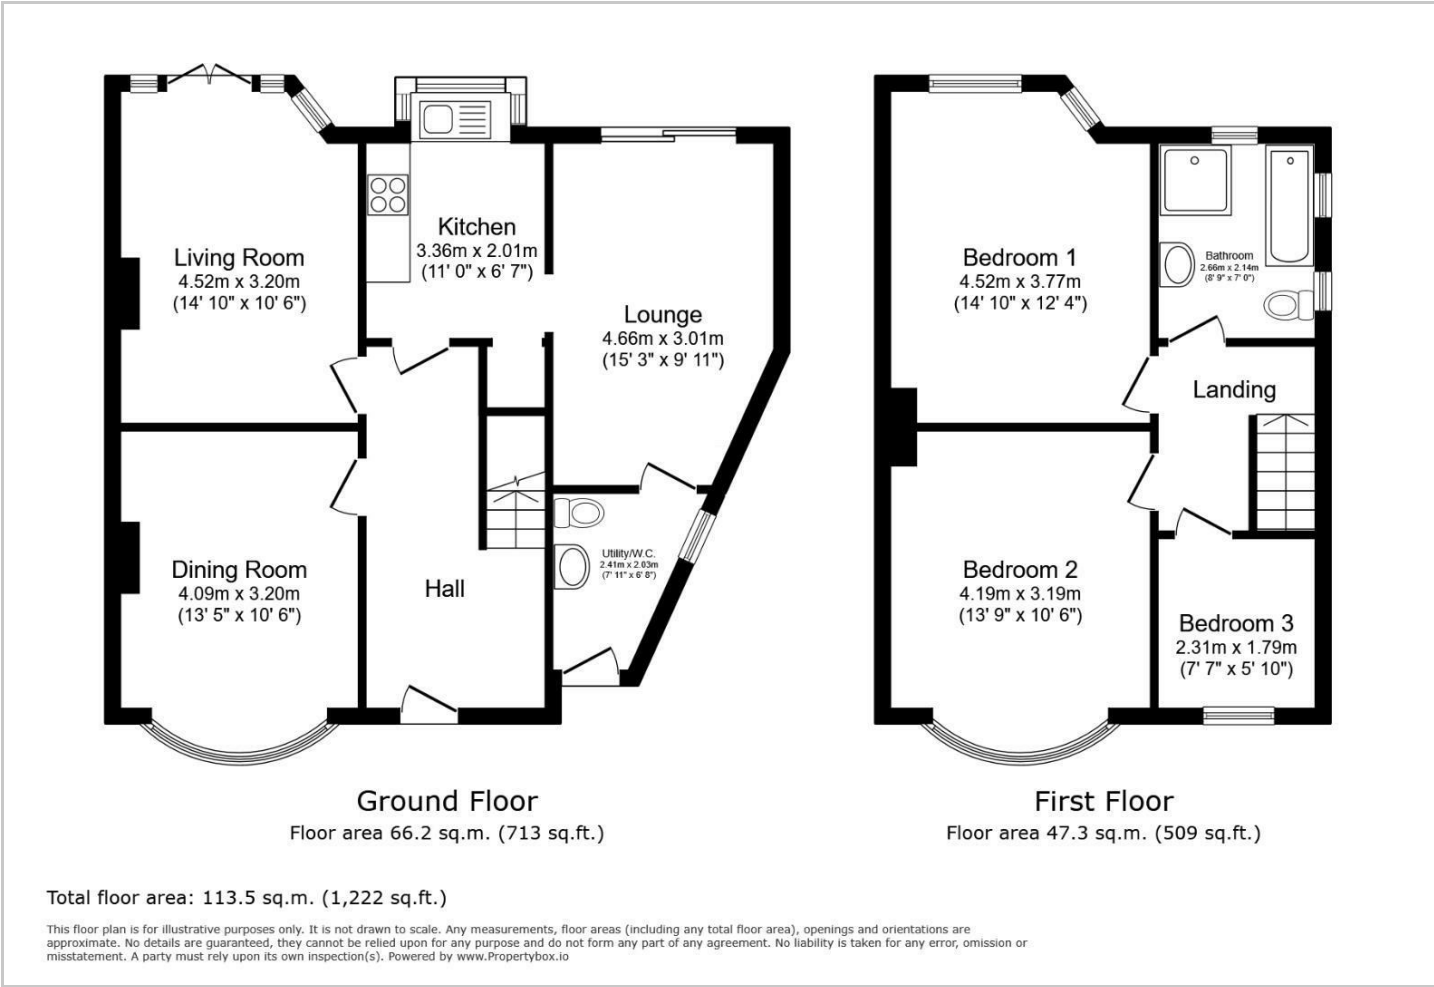 Living Room
4.52m x 3.20m
(14' 10" x 10' 6")
Kitchen
3.36m x 2.01m
(11' 0" x 6' 7")
Lounge
4.66m x 3.01m
(15' 3" x 9' 11")
Dining Room
4.09m x 3.20m
(13' 5" x 10' 6")
Hall
Utility/W.C.
2.41m x 2.03m
(7' 11" x 6' 8")
Ground Floor
Floor area 66.2 sq.m. (713 sq.ft.)
Bedroom 1
4.52m x 3.77m
(14' 10" x 12' 4")
Bathroom
2.66m x 2.14m
(8' 9" x 7' 0")
Landing
Bedroom 2
4.19m x 3.19m
(13' 9" x 10' 6")
Bedroom 3
2.31m x 1.79m
(7' 7" x 5' 10")
First Floor
Floor area 47.3 sq.m. (509 sq.ft.)
Total floor area: 113.5 sq.m. (1,222 sq.ft.)
This floor plan is for illustrative purposes only. It is not drawn to scale. Any measurements, floor areas (including any total floor area), openings and orientations are
approximate. No details are guaranteed, they cannot be relied upon for any purpose and do not form any part of any agreement. No liability is taken for any error, omission or
misstatement. A party must rely upon its own inspection(s). Powered by www.Propertybox.io